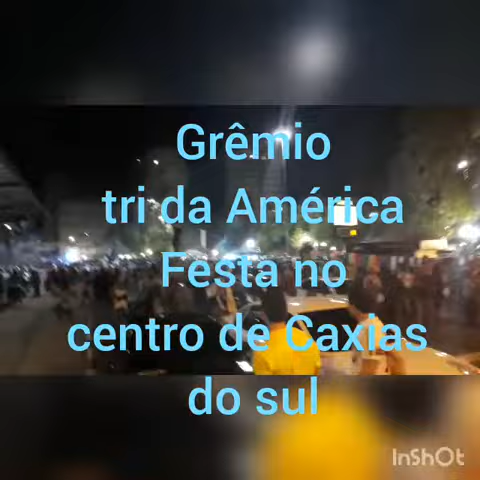 Grêmio
tri da América
Festa no
centro de Caxias
do sul
InShOt